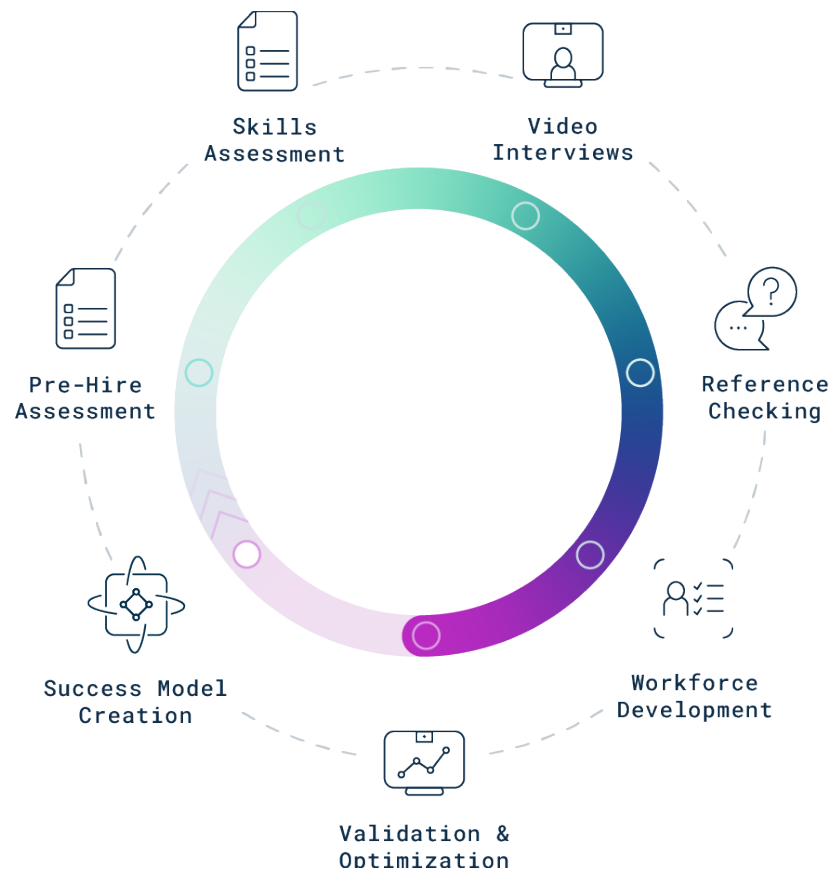 Skills
Assessment
Video
Interviews
Pre-Hire
Assessment
Reference
Checking
Success Model
Creation
Workforce
Development
Validation &
Optimization